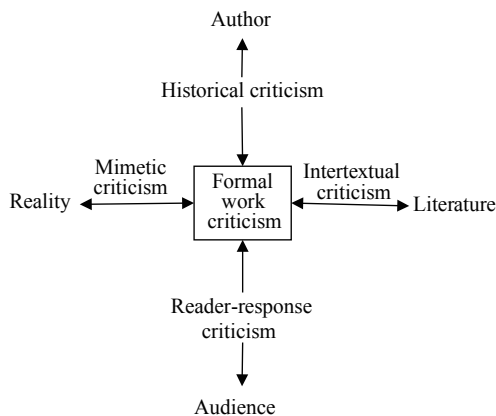 Author
Historical criticism
Mimetic
criticism
Reality
Formal
work
criticism
Intertextual
criticism
Literature
Reader-response
criticism
Audience